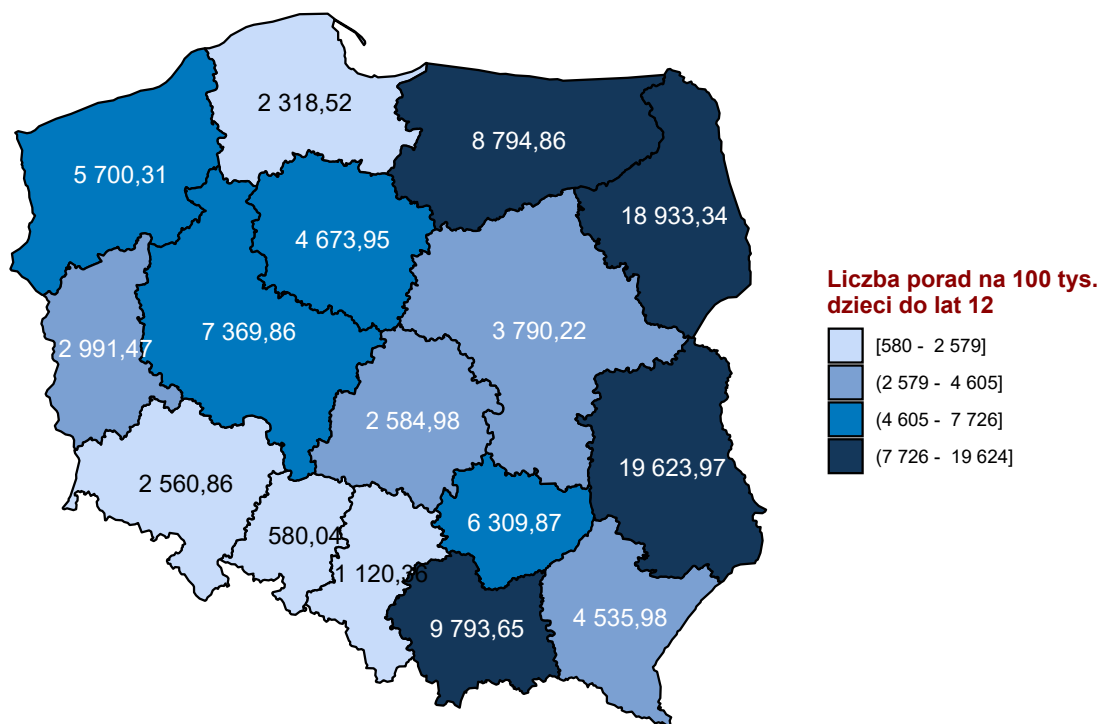 2 318,52
8 794,86
5 700,31
18 933,34
4 673,95
7 369,86
3 790,22
2 991,47
2 584,98
19 623,97
2 560,86
6 309,87
580,04
1 120,36
4 535,98
9 793,65
Liczba porad na 100 tys.
dzieci do lat 12
[580 - 2 579]
(2 579 - 4 605]
(4 605 - 7 726]
(7 726 - 19 624]